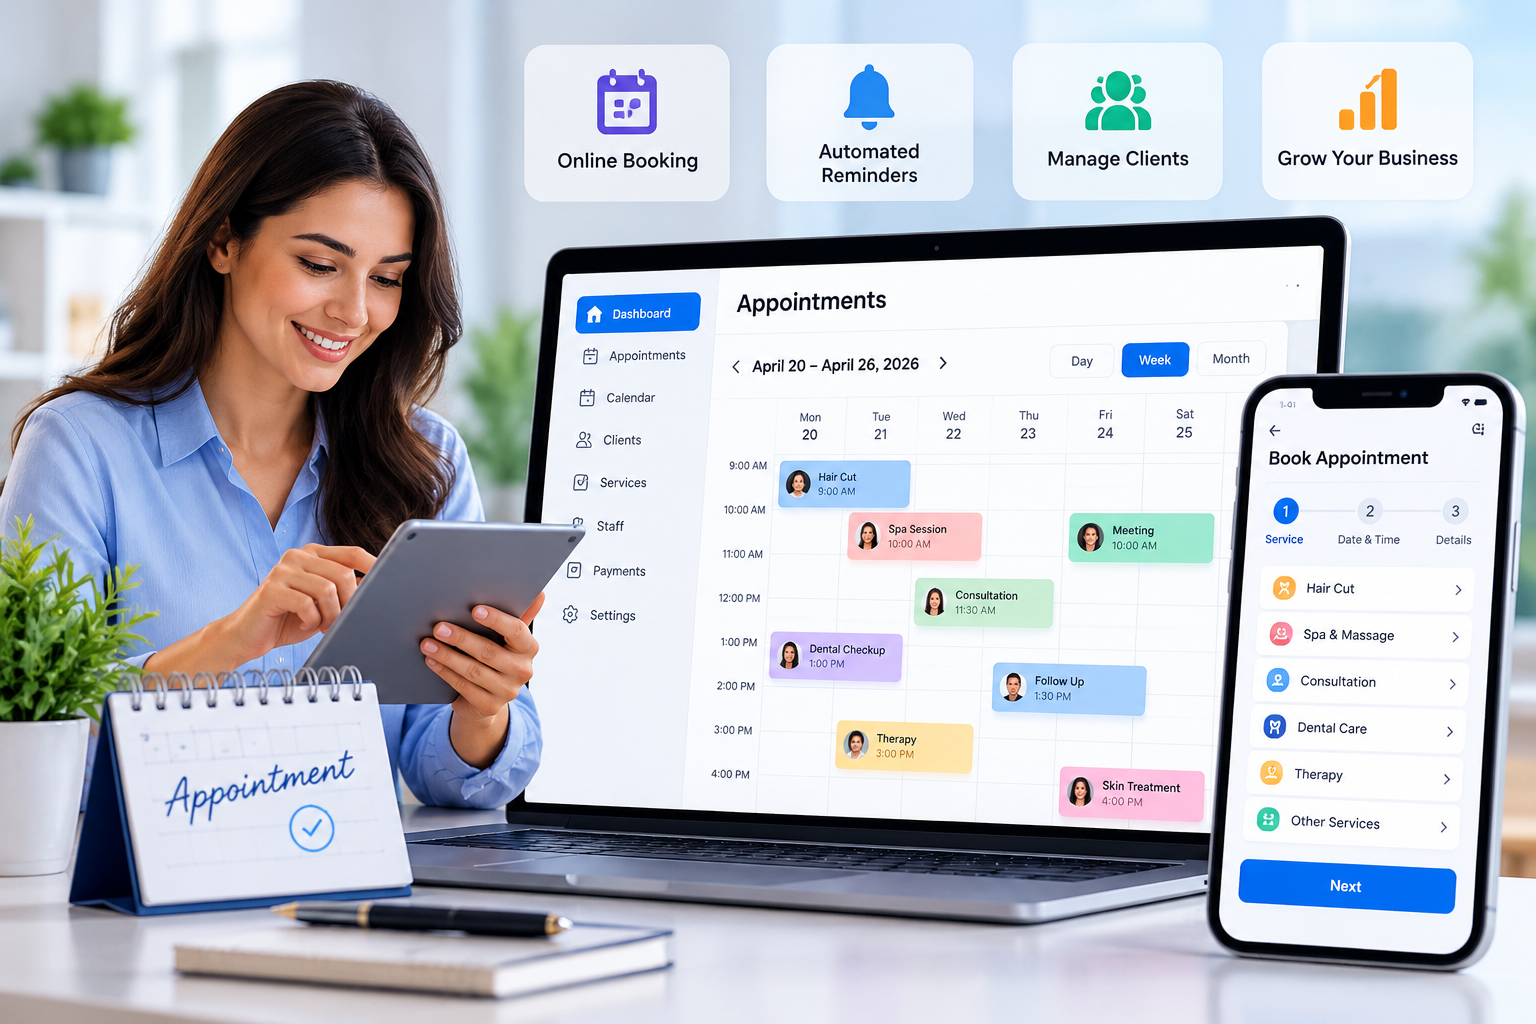 Online Booking
Automated
Reminders
Manage Clients
Grow Your Business
Dashboard
Appointments
Calendar
Clients
Services
Staff
Payments
Settings
Appointments
April 20 – April 26, 2026
Day
Week
Month
Mon
20
Tue
21
Wed
22
Thu
23
Fri
24
Sat
25
9:00 AM
10:00 AM
11:00 AM
12:00 PM
1:00 PM
2:00 PM
3:00 PM
4:00 PM
Hair Cut
9:00 AM
Spa Session
10:00 AM
Meeting
10:00 AM
Consultation
11:30 AM
Dental Checkup
1:00 PM
Follow Up
1:30 PM
Therapy
3:00 PM
Skin Treatment
4:00 PM
Book Appointment
1
2
3
Service
Date & Time
Details
Hair Cut
Spa & Massage
Consultation
Dental Care
Therapy
Other Services
Next
Appointment